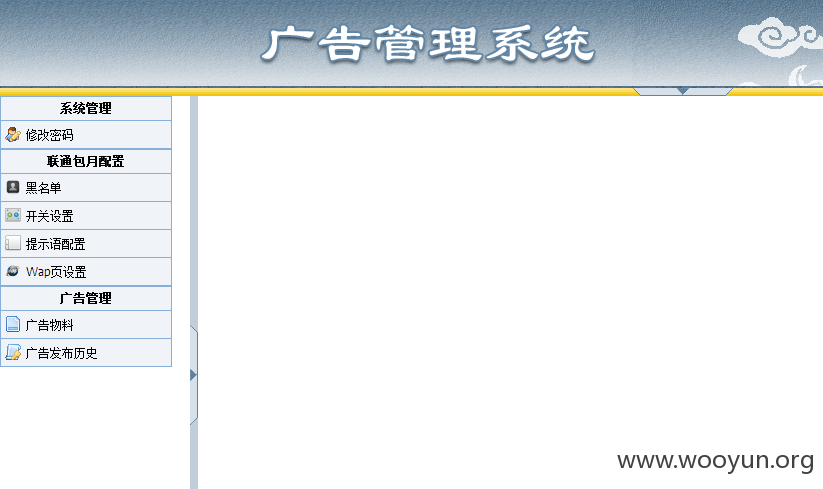 广告管理系统
系统管理
修改密码
联通包月配置
黑名单
开关设置
提示语配置
Wap页设置
广告管理
广告物料
广告发布历史
www.wooyun.org